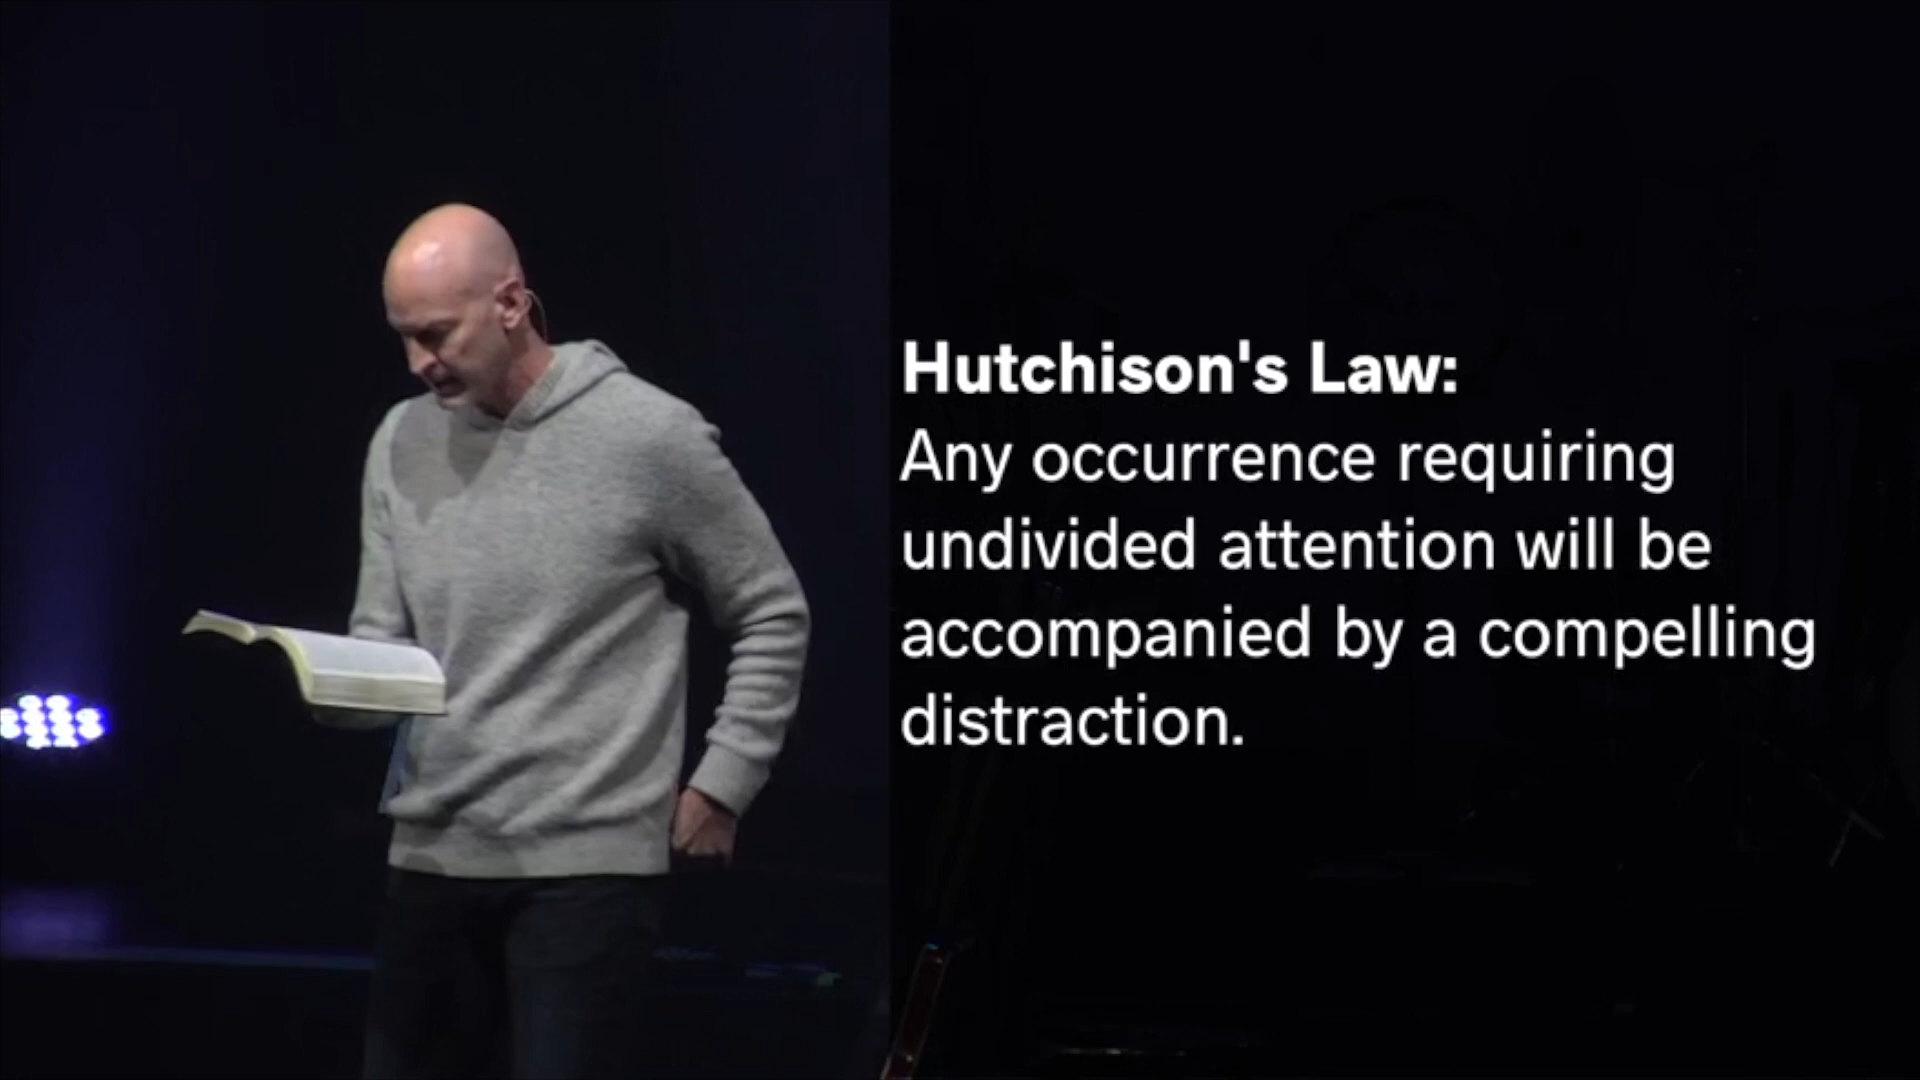 Hutchison's Law:
Any occurrence requiring
undivided attention will be
accompanied by a compelling
distraction.